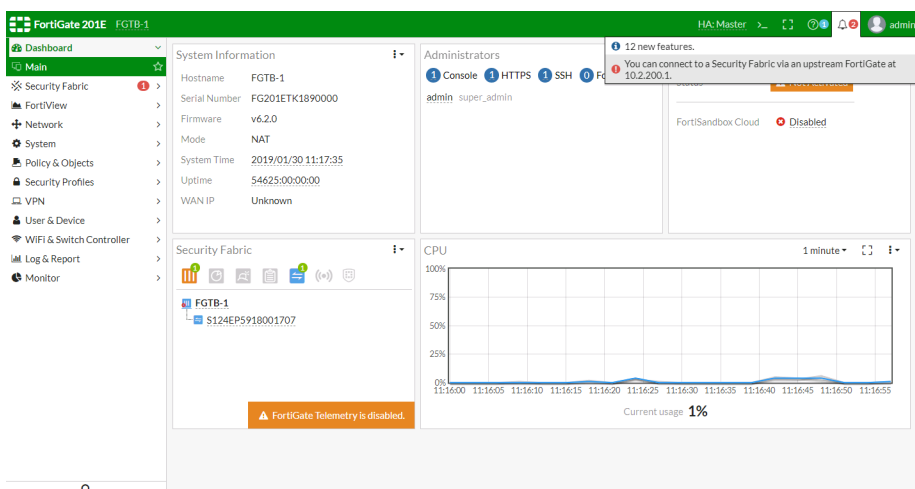 FortiGate 201E FGTB-1
HA: Master >_ 1 2 admin
12 new features.
You can connect to a Security Fabric via an upstream FortiGate at
10.2.200.1.
Dashboard
Main
Security Fabric 1
FortiView
Network
System
Policy & Objects
Security Profiles
VPN
User & Device
WiFi & Switch Controller
Log & Report
Monitor
System Information
Hostname FGTB-1
Serial Number FG201ETK1890000
Firmware v6.2.0
Mode NAT
System Time 2019/01/30 11:17:35
Uptime 54625:00:00:00
WAN IP Unknown
Administrators
1 Console 1 HTTPS 1 SSH 0
admin super_admin
FortiSandbox Cloud Disabled
Security Fabric
1 1
FGTB-1
S124EP5918001707
FortiGate Telemetry is disabled.
CPU 1 minute
100%
75%
50%
25%
0%
11:16:00 11:16:05 11:16:10 11:16:15 11:16:20 11:16:25 11:16:30 11:16:35 11:16:40 11:16:45 11:16:50 11:16:55
Current usage 1%